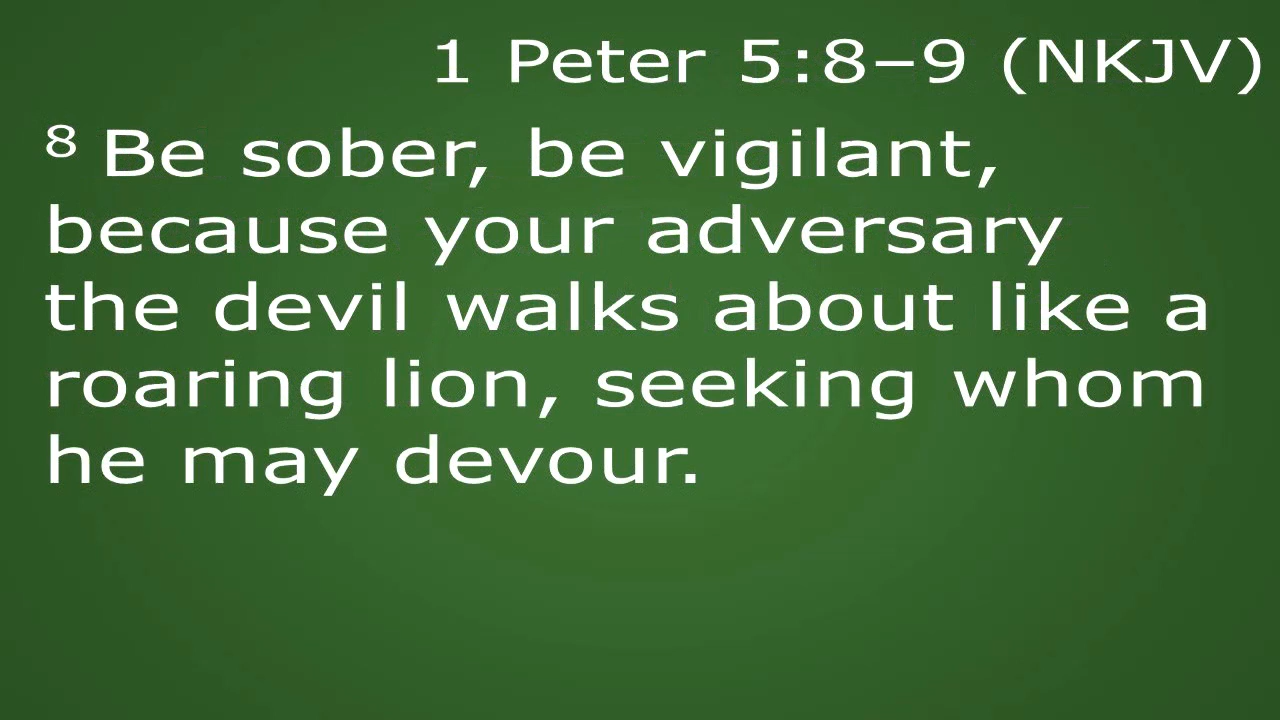 1 Peter 5:8–9 (NKJV)
8 Be sober, be vigilant,
because your adversary
the devil walks about like a
roaring lion, seeking whom
he may devour.